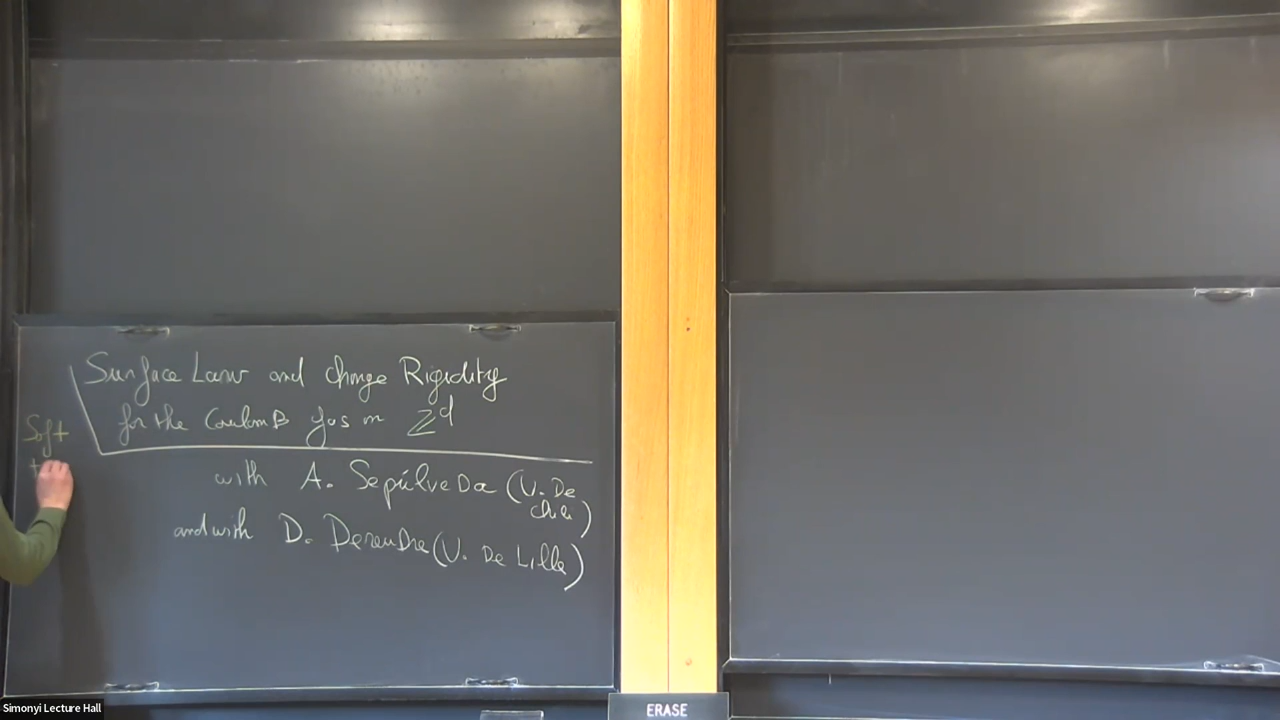 Surface Law and charge Rigidity
for the Coulomb gas on Z^d
Soft
with A. Sepúlveda (U. De Chile)
and with D. Dereudre (U. De Lille)
ERASE
Simonyi Lecture Hall